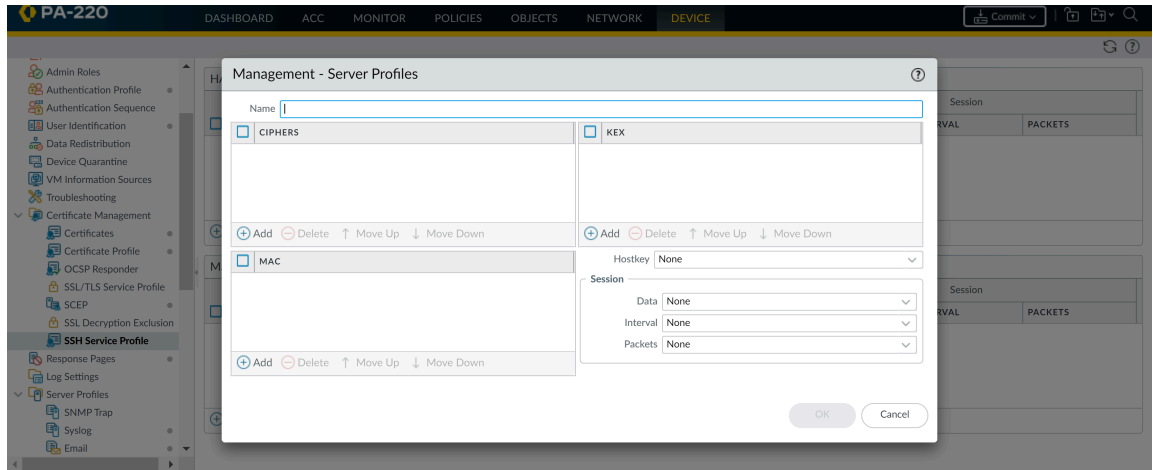 PA-220
DASHBOARD ACC MONITOR POLICIES OBJECTS NETWORK DEVICE
Commit
Admin Roles
Authentication Profile
Authentication Sequence
User Identification
Data Redistribution
Device Quarantine
VM Information Sources
Troubleshooting
Certificate Management
Certificates
Certificate Profile
OCSP Responder
SSL/TLS Service Profile
SCEP
SSL Decryption Exclusion
SSH Service Profile
Response Pages
Log Settings
Server Profiles
SNMP Trap
Syslog
Email
Management - Server Profiles
Name
CIPHERS
Add Delete Move Up Move Down
KEX
Add Delete Move Up Move Down
MAC
Add Delete Move Up Move Down
Hostkey None
Session
Data None
Interval None
Packets None
OK Cancel
Session
RVAL PACKETS
Session
RVAL PACKETS